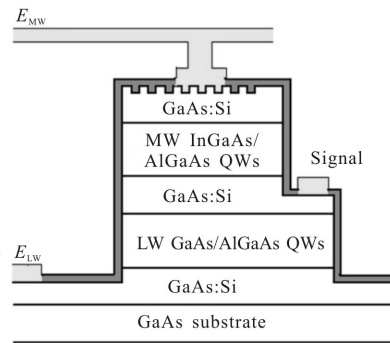 E_MW
GaAs:Si
MW InGaAs/
AlGaAs QWs
Signal
GaAs:Si
LW GaAs/AlGaAs QWs
E_LW
GaAs:Si
GaAs substrate